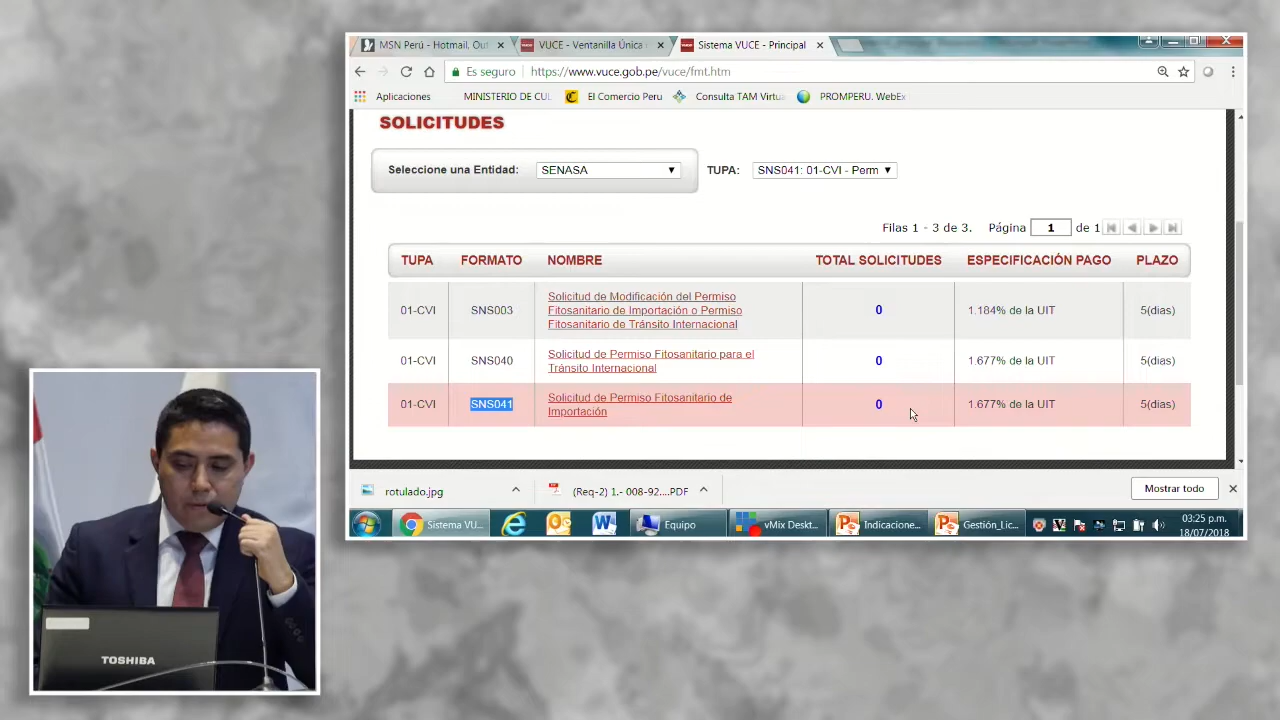 MSN Perú - Hotmail, Out
VUCE - Ventanilla Única
Sistema VUCE - Principal
Es seguro
https://www.vuce.gob.pe/vuce/fmt.htm
Aplicaciones
MINISTERIO DE CUL
El Comercio Peru
Consulta TAM Virtua
PROMPERU. WebEx
SOLICITUDES
Seleccione una Entidad: SENASA TUPA: SNS041: 01-CVI - Perm
Filas 1 - 3 de 3. Página 1 de 1
TUPA FORMATO NOMBRE TOTAL SOLICITUDES ESPECIFICACIÓN PAGO PLAZO
Solicitud de Modificación del Permiso
01-CVI SNS003 Fitosanitario de Importación o Permiso 0 1.184% de la UIT 5(dias)
Fitosanitario de Tránsito Internacional
01-CVI SNS040 Solicitud de Permiso Fitosanitario para el 0 1.677% de la UIT 5(dias)
Tránsito Internacional
01-CVI SNS041 Solicitud de Permiso Fitosanitario de 0 1.677% de la UIT 5(dias)
Importación
rotulado.jpg
(Req-2) 1.- 008-92....PDF
Mostrar todo
Sistema VU...
Equipo
vMix Deskt...
Indicacione...
Gestión_Lic...
03:25 p.m.
18/07/2018
TOSHIBA